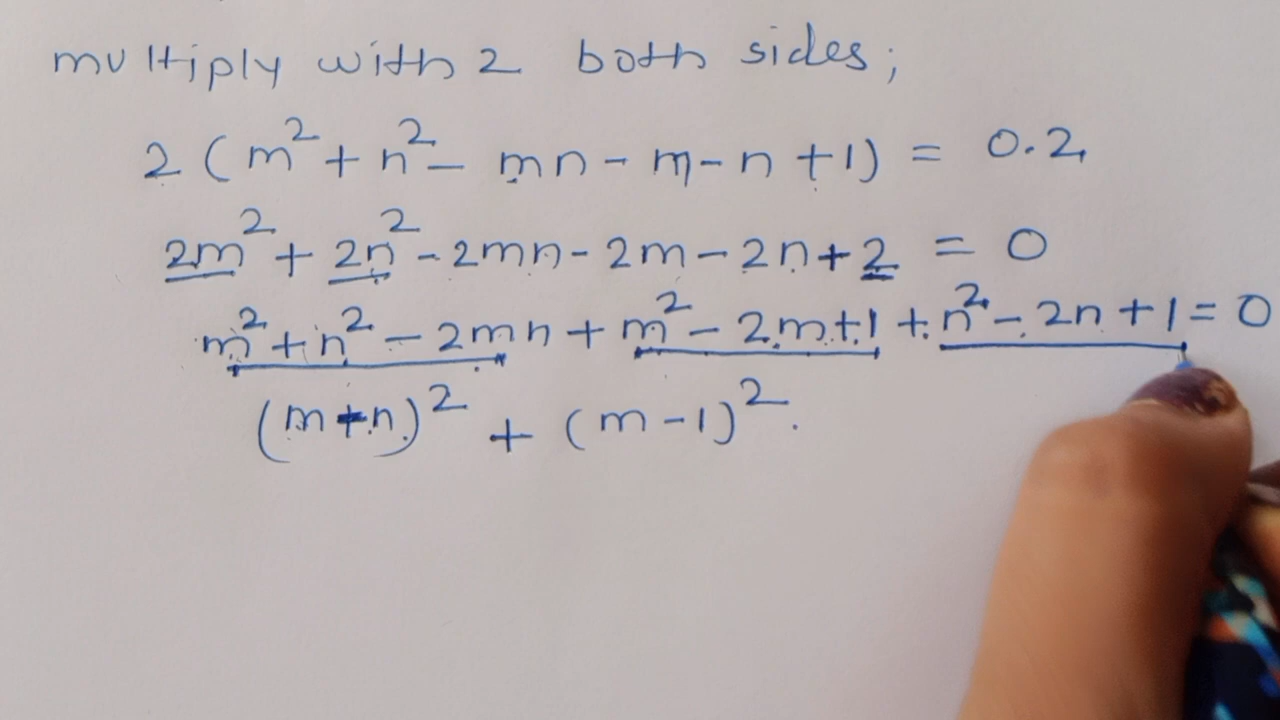 multiply with 2 both sides;
2 (m² + n² - mn - m - n + 1) = 0.2
2m² + 2n² - 2mn - 2m - 2n + 2 = 0
m² + n² - 2mn + m² - 2m + 1 + n² - 2n + 1 = 0
(m - n)² + (m - 1)².